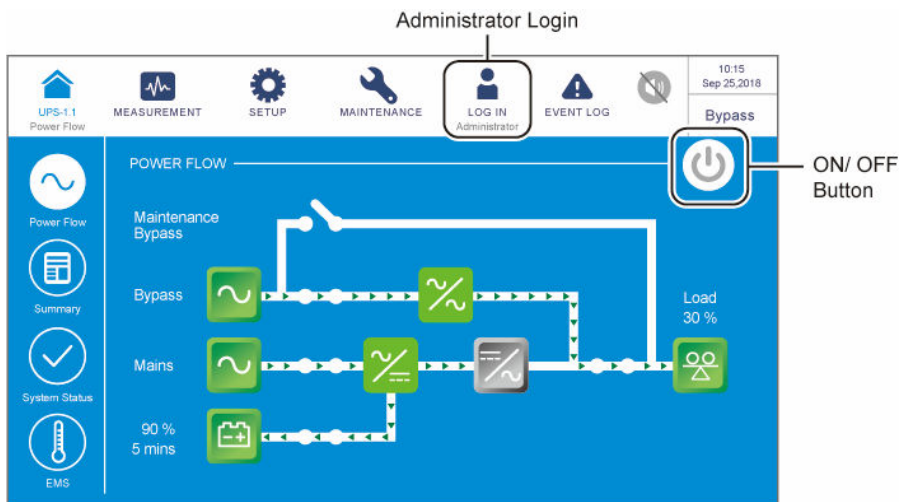 Administrator Login
UPS-1.1
Power Flow
MEASUREMENT
SETUP
MAINTENANCE
LOG IN
Administrator
EVENT LOG
10:15
Sep 25,2018
Bypass
ON/ OFF
Button
Power Flow
Summary
System Status
EMS
POWER FLOW
Maintenance
Bypass
Bypass
Mains
90 %
5 mins
Load
30 %